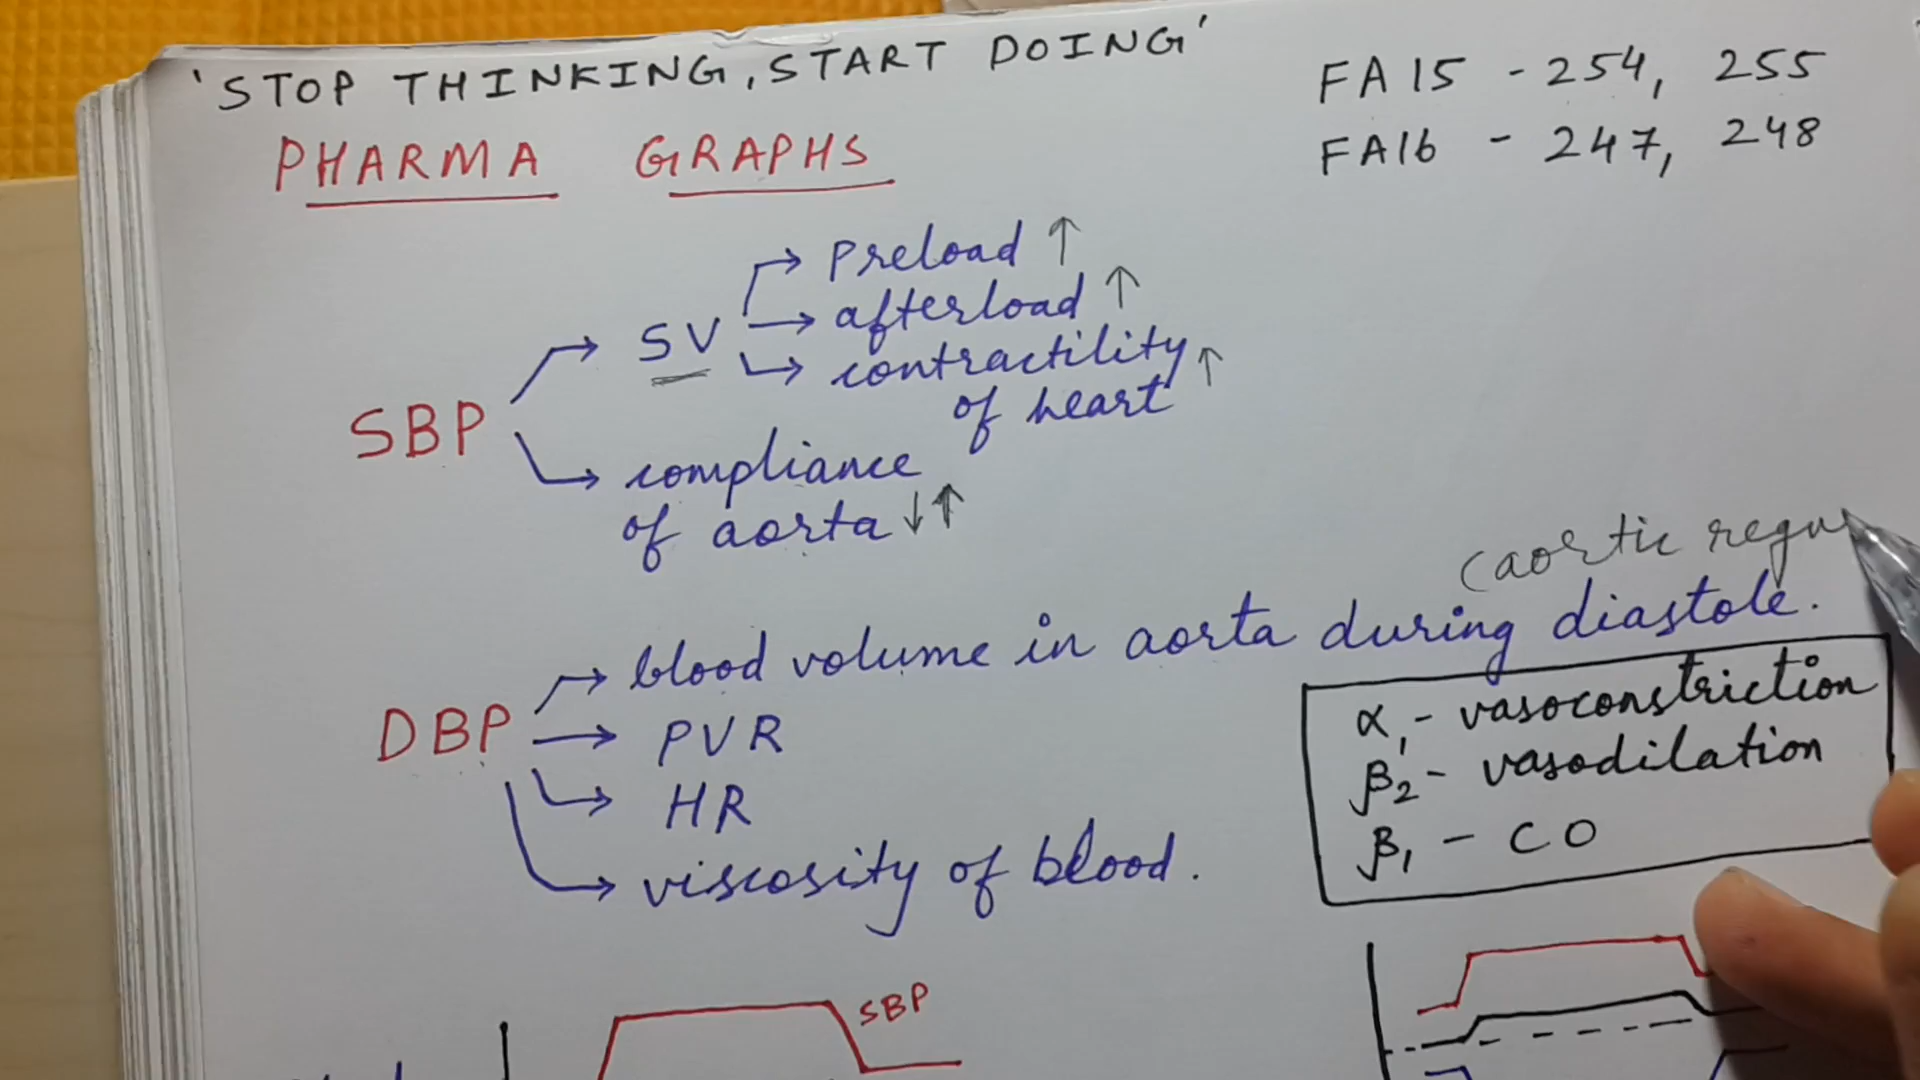 'STOP THINKING, START DOING'
FA 15 - 254, 255
PHARMA GRAPHS
FA16 - 247, 248
Preload ↑
SV → afterload ↑
contractility ↑
of heart
SBP
compliance
of aorta ↓↑
(aortic regu
blood volume in aorta during diastole.
DBP → PVR
HR
viscosity of blood.
α1 - vasoconstriction
β2 - vasodilation
β1 - CO
SBP